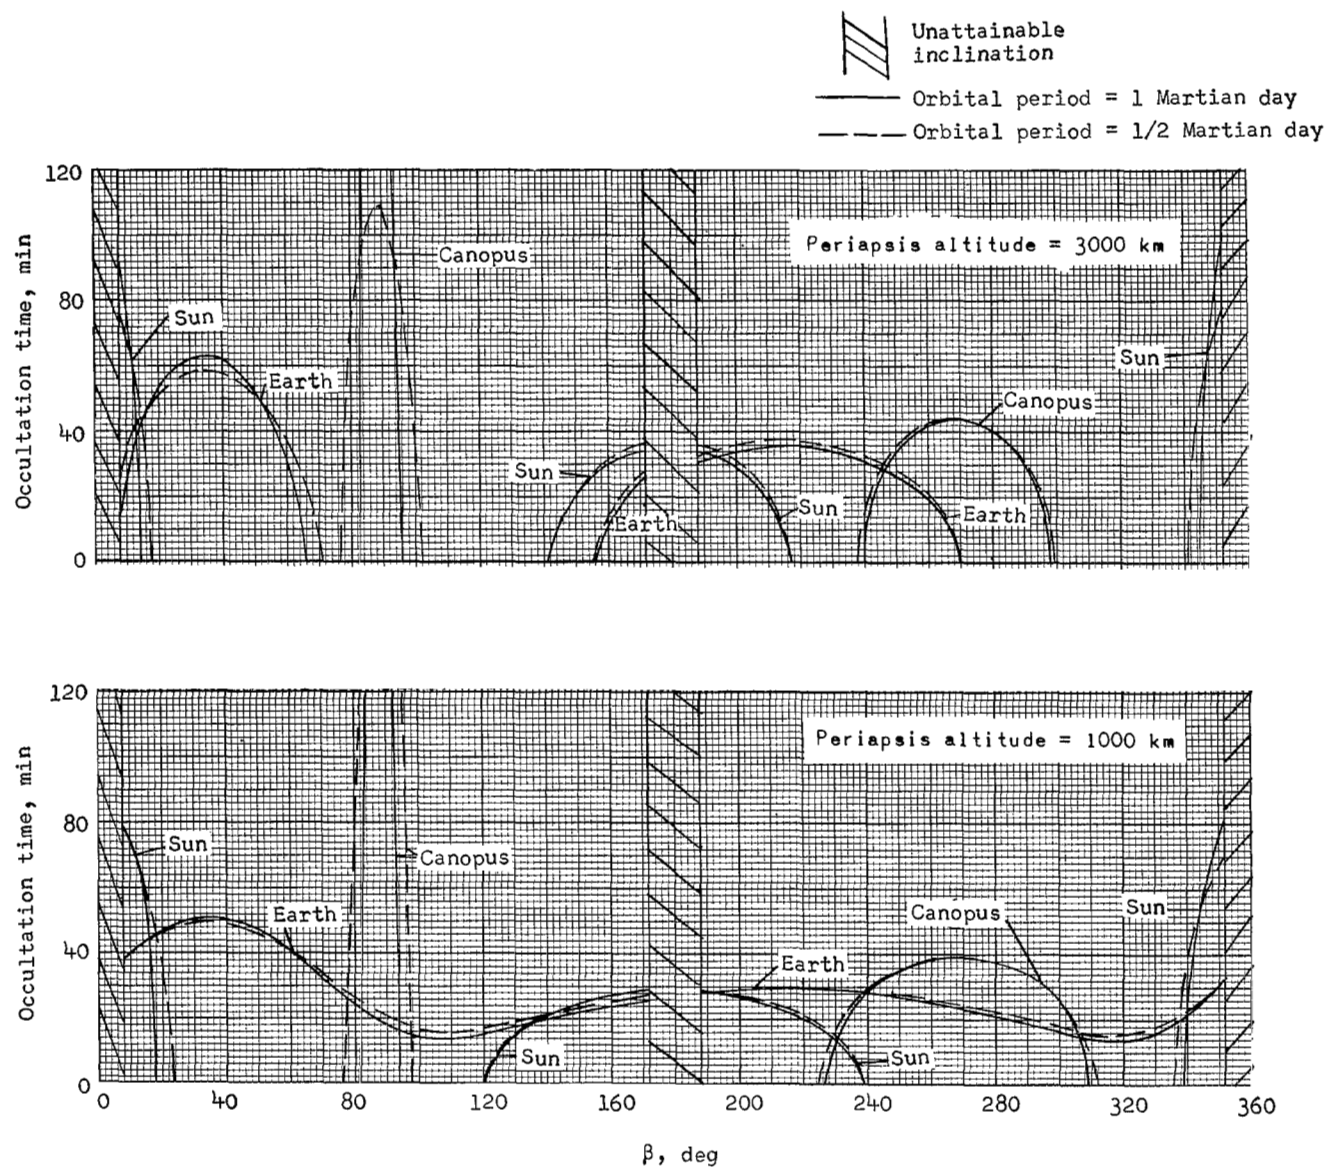 Unattainable
inclination
Orbital period = 1 Martian day
Orbital period = 1/2 Martian day
120
80
40
0
Occultation time, min
Periapsis altitude = 3000 km
Canopus
Sun
Earth
Sun
Canopus
Sun
Earth
Sun
Earth
120
80
40
0
Occultation time, min
Periapsis altitude = 1000 km
Sun
Canopus
Earth
Canopus
Sun
Earth
Sun
Sun
0 40 80 120 160 200 240 280 320 360
β, deg